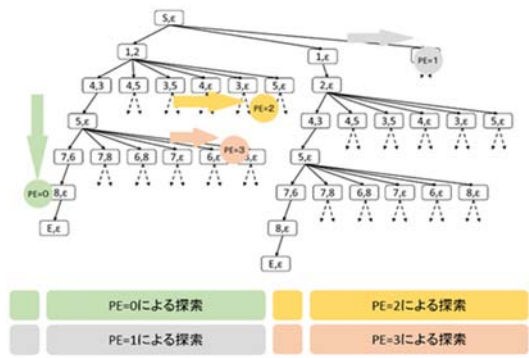 S,ε
1,2
1,ε
PE=1
4,3
4,5
3,5
4,ε
3,ε
5,ε
2,ε
PE=2
5,ε
4,3
4,5
3,5
4,ε
3,ε
5,ε
PE=3
7,6
7,8
6,8
7,ε
6,ε
5,ε
PE=0
8,ε
7,6
7,8
6,8
7,ε
6,ε
8,ε
E,ε
8,ε
E,ε
PE=0による探索
PE=2による探索
PE=1による探索
PE=3による探索